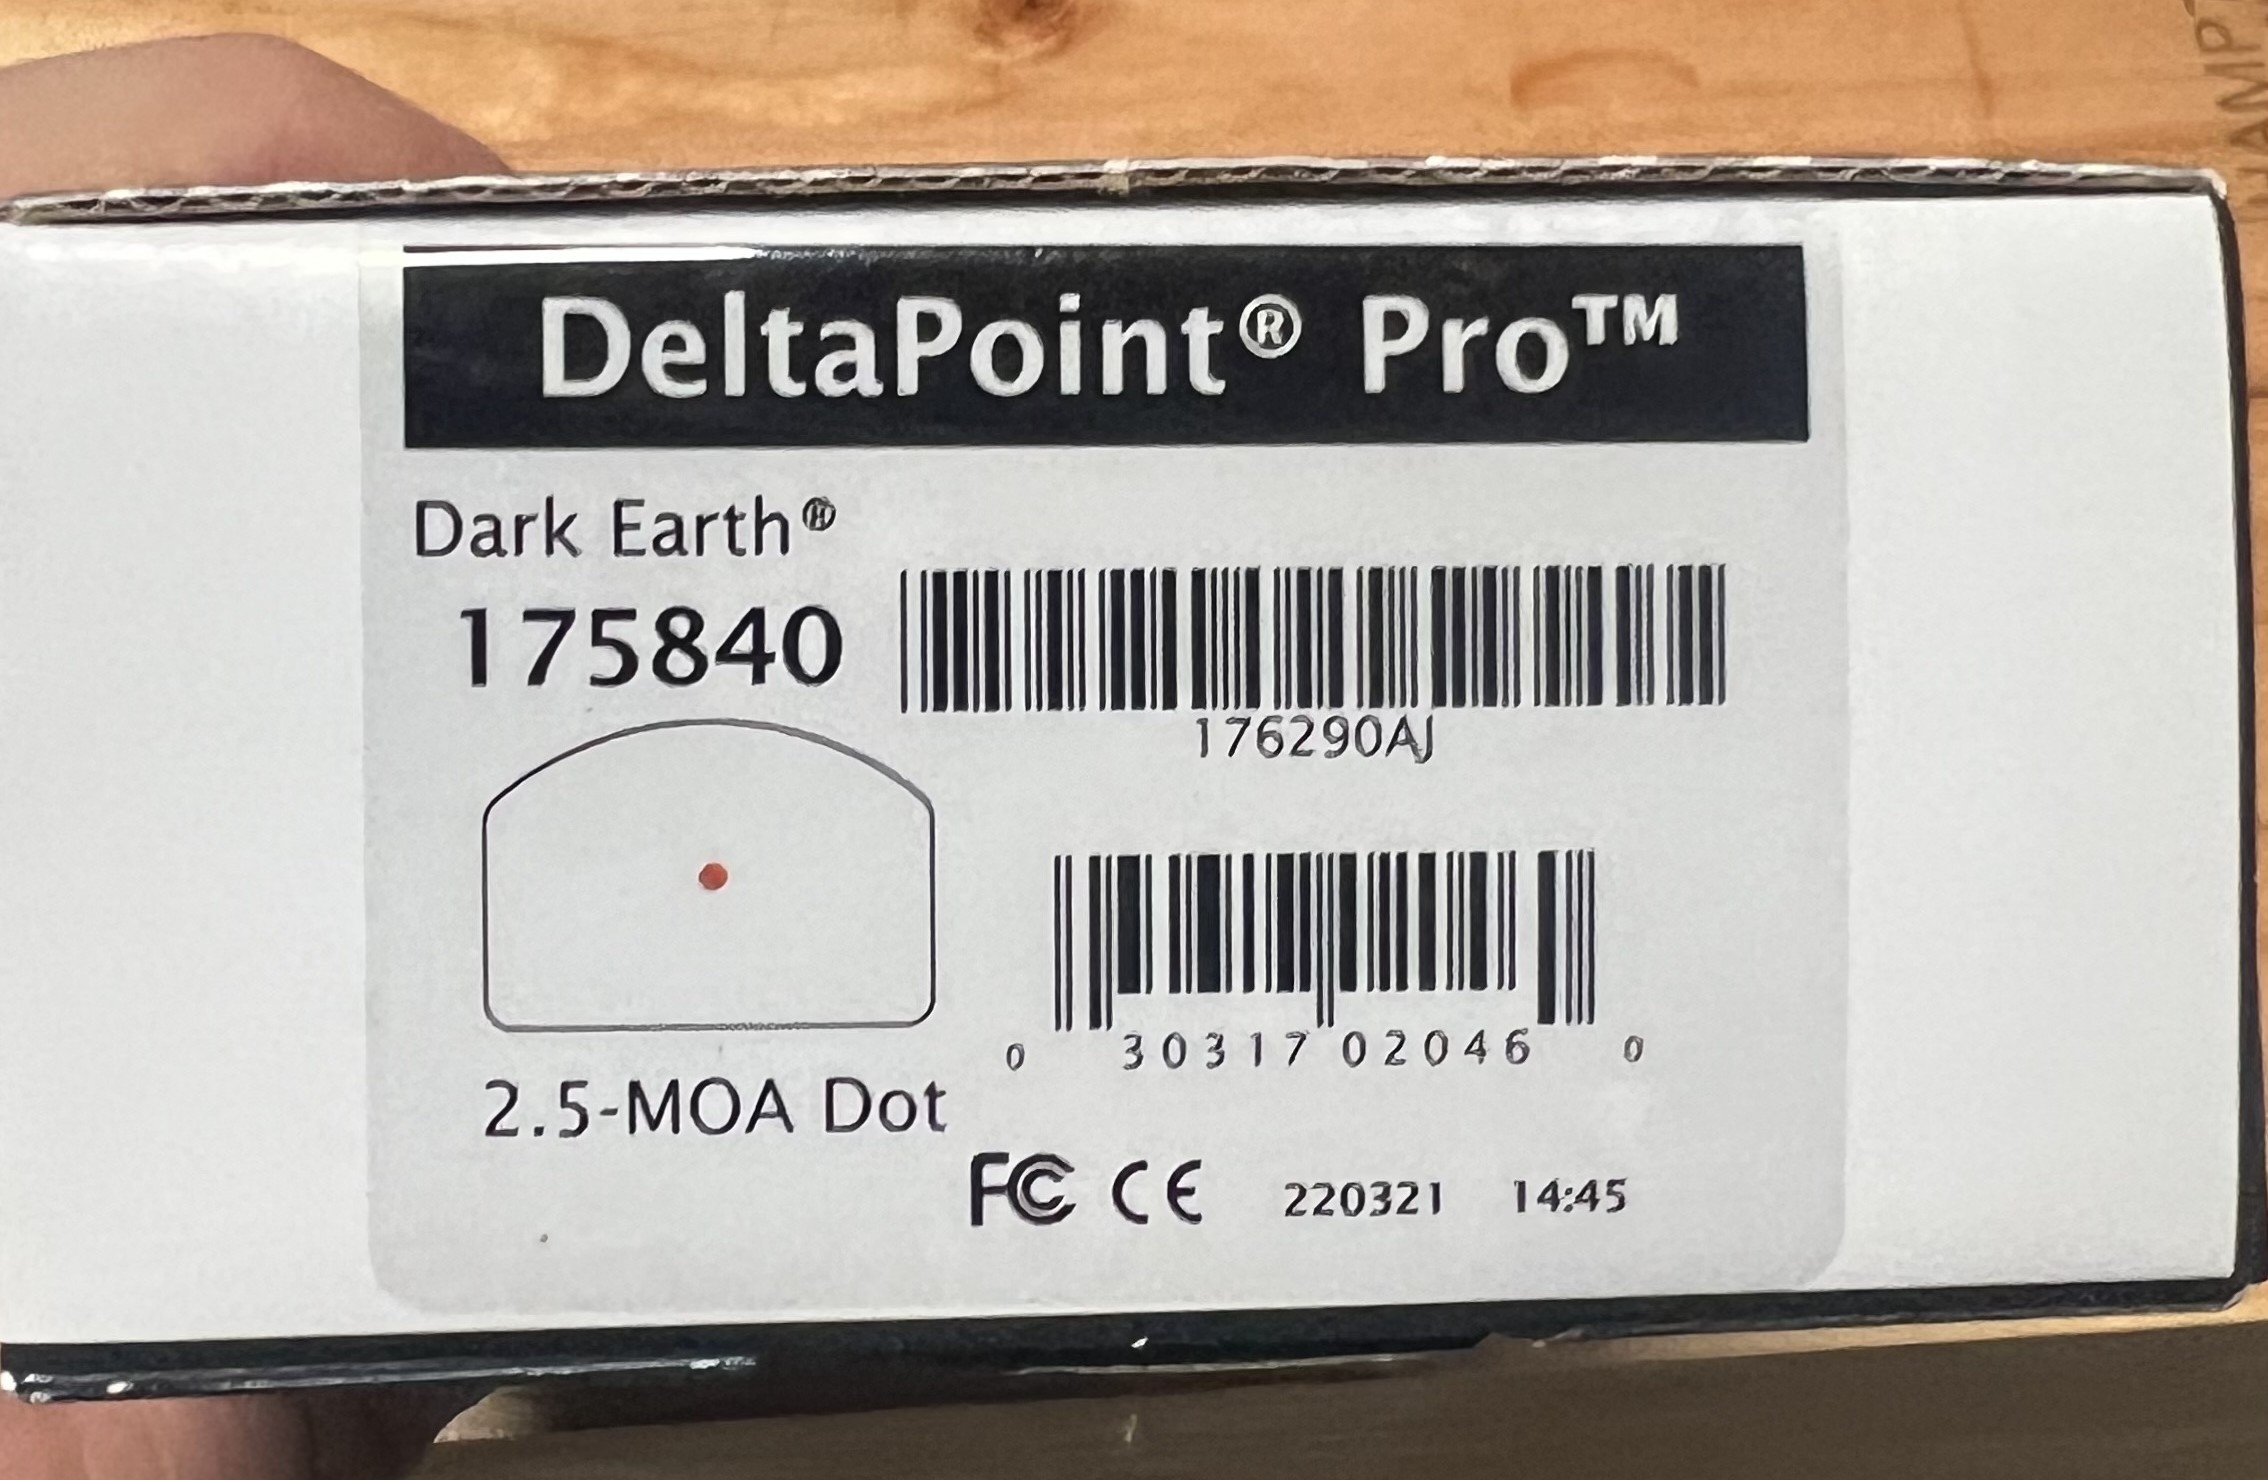 DeltaPoint® Pro™
Dark Earth®
175840
176290AJ
0 30317 02046 0
2.5-MOA Dot
FC CE 220321 14:45
AMP